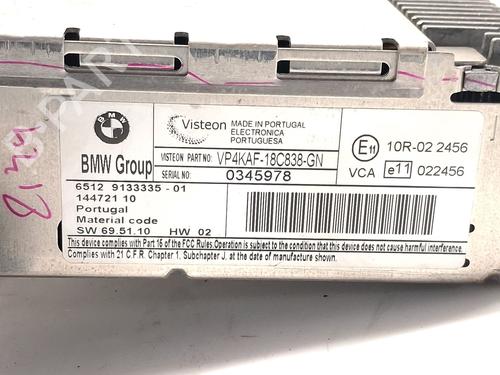 BMW
BMW Group
Visteon
MADE IN PORTUGAL
ELECTRONICA
PORTUGUESA
VISTEON PART NO: VP4KAF-18C838-GN
SERIAL NO: 0345978
E11 10R-02 2456
VCA e11 022456
6512 9133335 - 01
144721 10
Portugal
Material code
SW 69.51.10 HW 02
This device complies with Part 15 of the FCC Rules.Operation is subject to the condition that this device does not cause harmful interference.
Complies with 21 C.F.R. Chapter 1. Subchapter J, at date of manufacture.